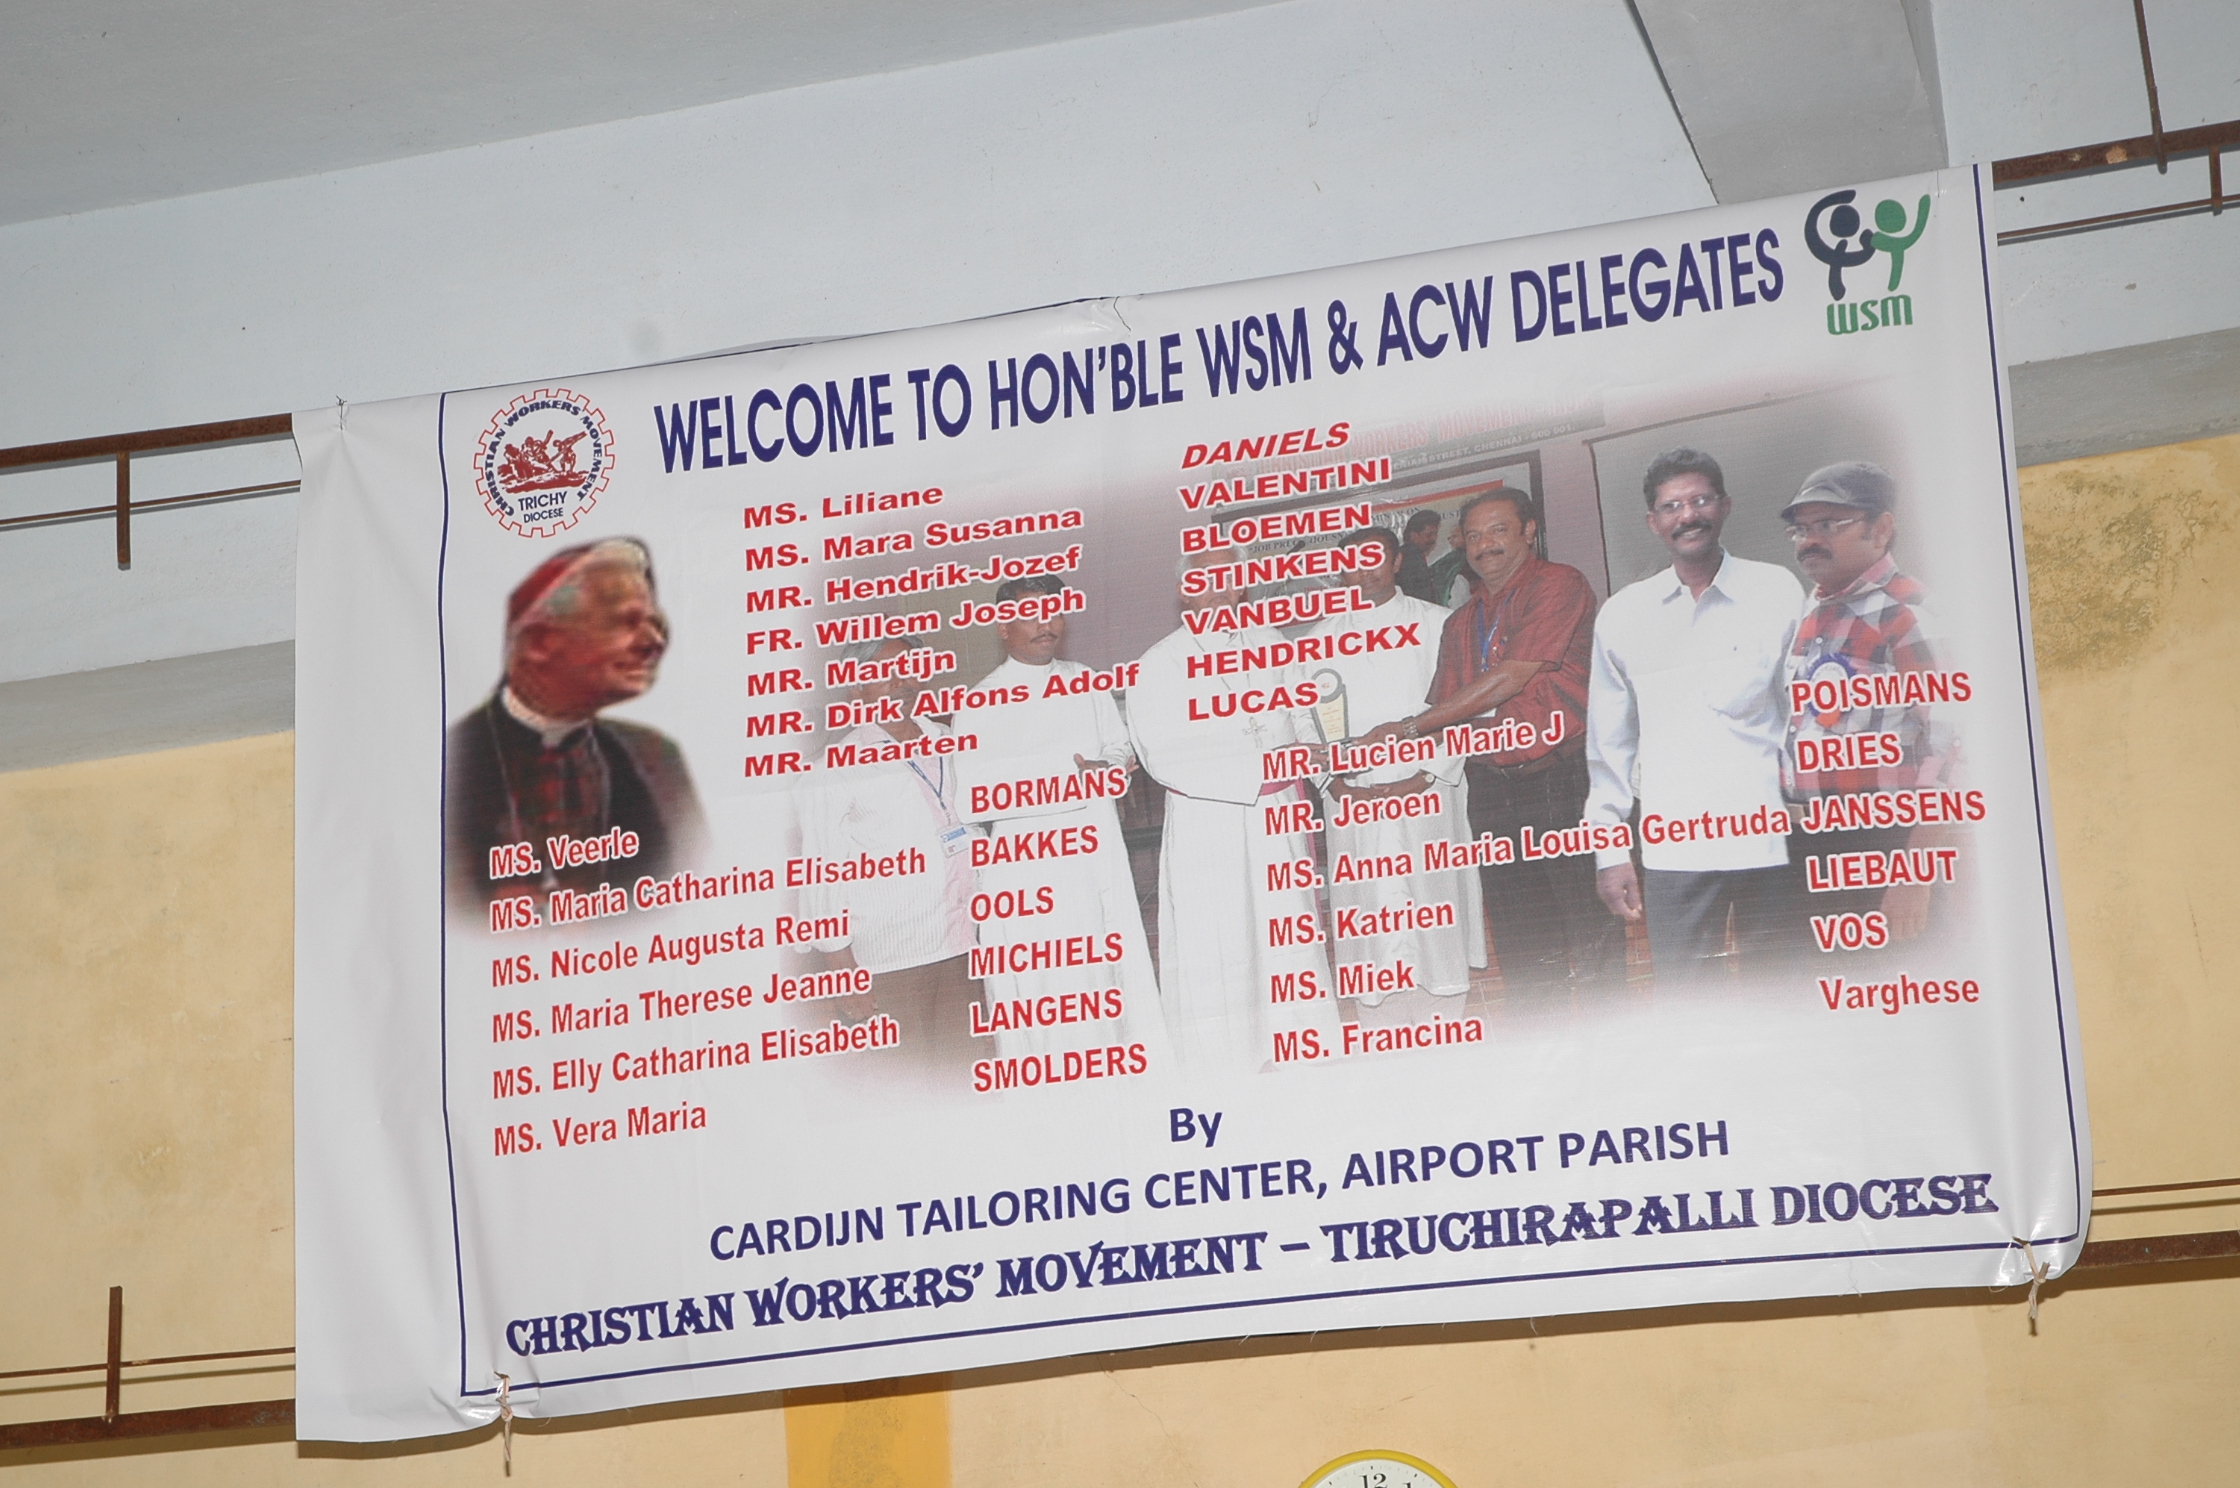 WELCOME TO HON'BLE WSM & ACW DELEGATES
wsm
CHRISTIAN WORKERS' MOVEMENT
TRICHY
DIOCESE
MS. Liliane DANIELS
MS. Mara Susanna VALENTINI
MR. Hendrik-Jozef BLOEMEN
FR. Willem Joseph STINKENS
MR. Martijn VANBUEL
MR. Dirk Alfons Adolf HENDRICKX
MR. Maarten LUCAS
MS. Veerle BORMANS
MS. Maria Catharina Elisabeth BAKKES
MS. Nicole Augusta Remi OOLS
MS. Maria Therese Jeanne MICHIELS
MS. Elly Catharina Elisabeth LANGENS
MS. Vera Maria SMOLDERS
MR. Lucien Marie J POISMANS
MR. Jeroen DRIES
MS. Anna Maria Louisa Gertruda JANSSENS
MS. Katrien LIEBAUT
MS. Miek VOS
MS. Francina Varghese
By
CARDIJN TAILORING CENTER, AIRPORT PARISH
CHRISTIAN WORKERS' MOVEMENT – TIRUCHIRAPALLI DIOCESE
12
1